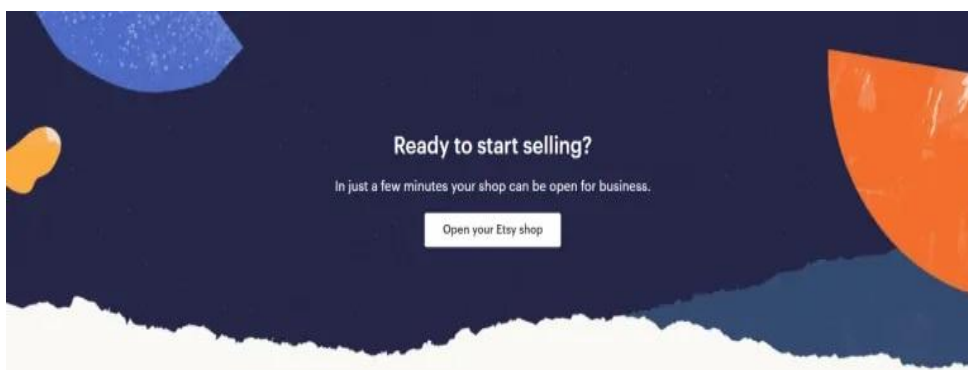 Ready to start selling?
In just a few minutes your shop can be open for business.
Open your Etsy shop